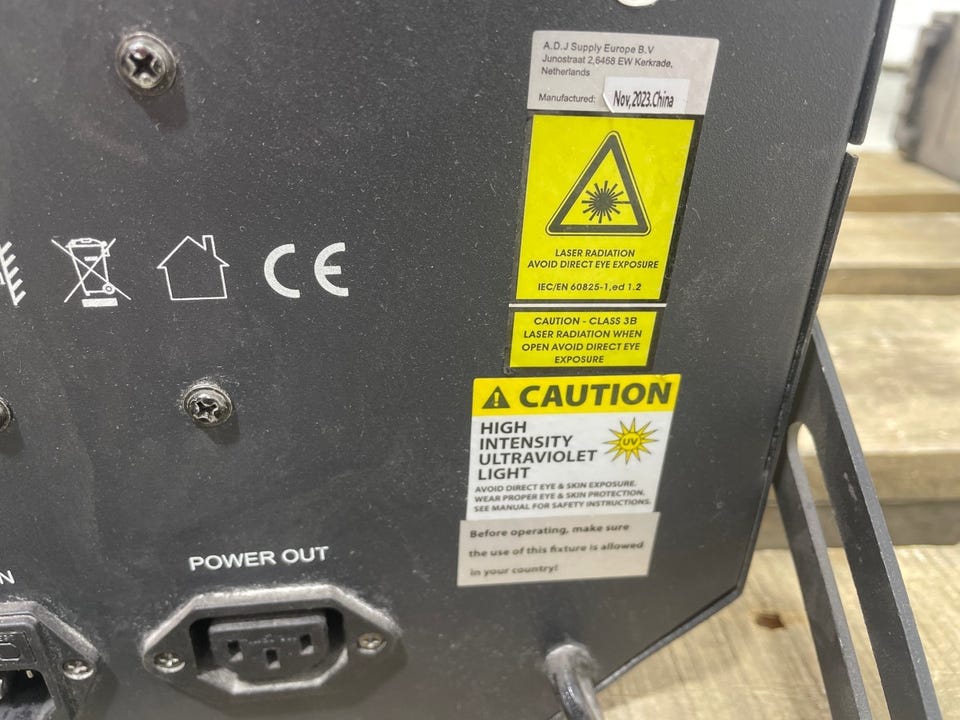 A.D.J Supply Europe B.V
Junostraat 2,6468 EW Kerkrade,
Netherlands
Manufactured: Nov,2023.China
LASER RADIATION
AVOID DIRECT EYE EXPOSURE
IEC/EN 60825-1,ed 1.2
CAUTION - CLASS 3B
LASER RADIATION WHEN
OPEN AVOID DIRECT EYE
EXPOSURE
CE
CAUTION
HIGH
INTENSITY
ULTRAVIOLET
LIGHT
UV
AVOID DIRECT EYE & SKIN EXPOSURE.
WEAR PROPER EYE & SKIN PROTECTION.
SEE MANUAL FOR SAFETY INSTRUCTIONS.
Before operating, make sure
the use of this fixture is allowed
in your country!
POWER OUT